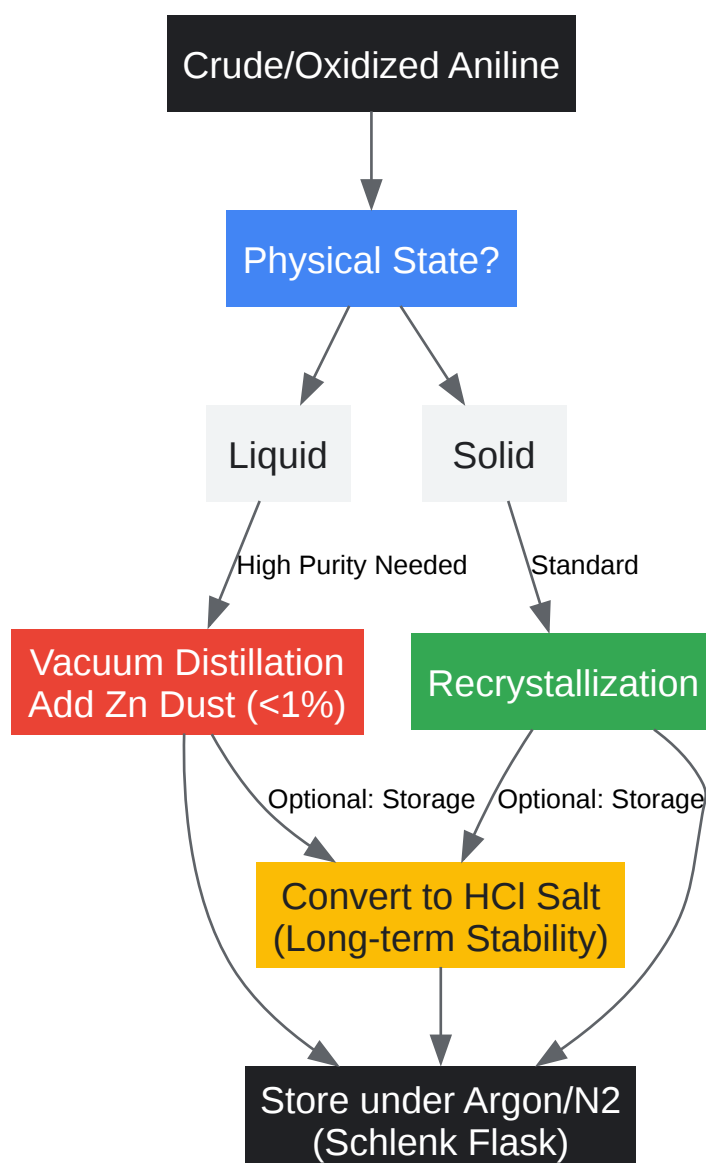 Crude/Oxidized Aniline
Physical State?
Liquid
Solid
High Purity Needed
Standard
Vacuum Distillation
Add Zn Dust (<1%)
Recrystallization
Optional: Storage
Optional: Storage
Convert to HCl Salt
(Long-term Stability)
Store under Argon/N2
(Schlenk Flask)